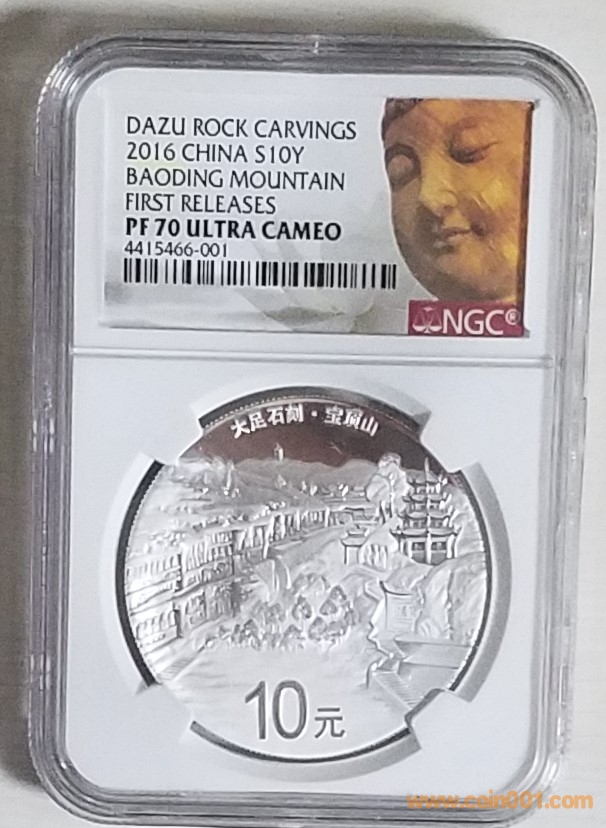 DAZU ROCK CARVINGS
2016 CHINA S10Y
BAODING MOUNTAIN
FIRST RELEASES
PF 70 ULTRA CAMEO
4415466-001
NGC®
大足石刻·宝顶山
10元
www.coin001.com